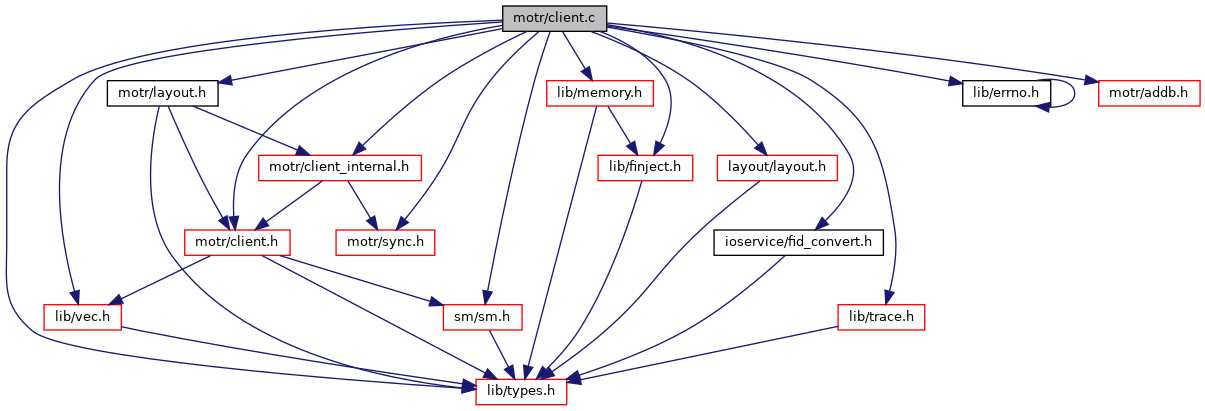 motr/client.c
motr/layout.h
lib/memory.h
lib/errno.h
motr/addb.h
motr/client_internal.h
lib/finject.h
layout/layout.h
motr/client.h
motr/sync.h
ioservice/fid_convert.h
lib/vec.h
sm/sm.h
lib/trace.h
lib/types.h